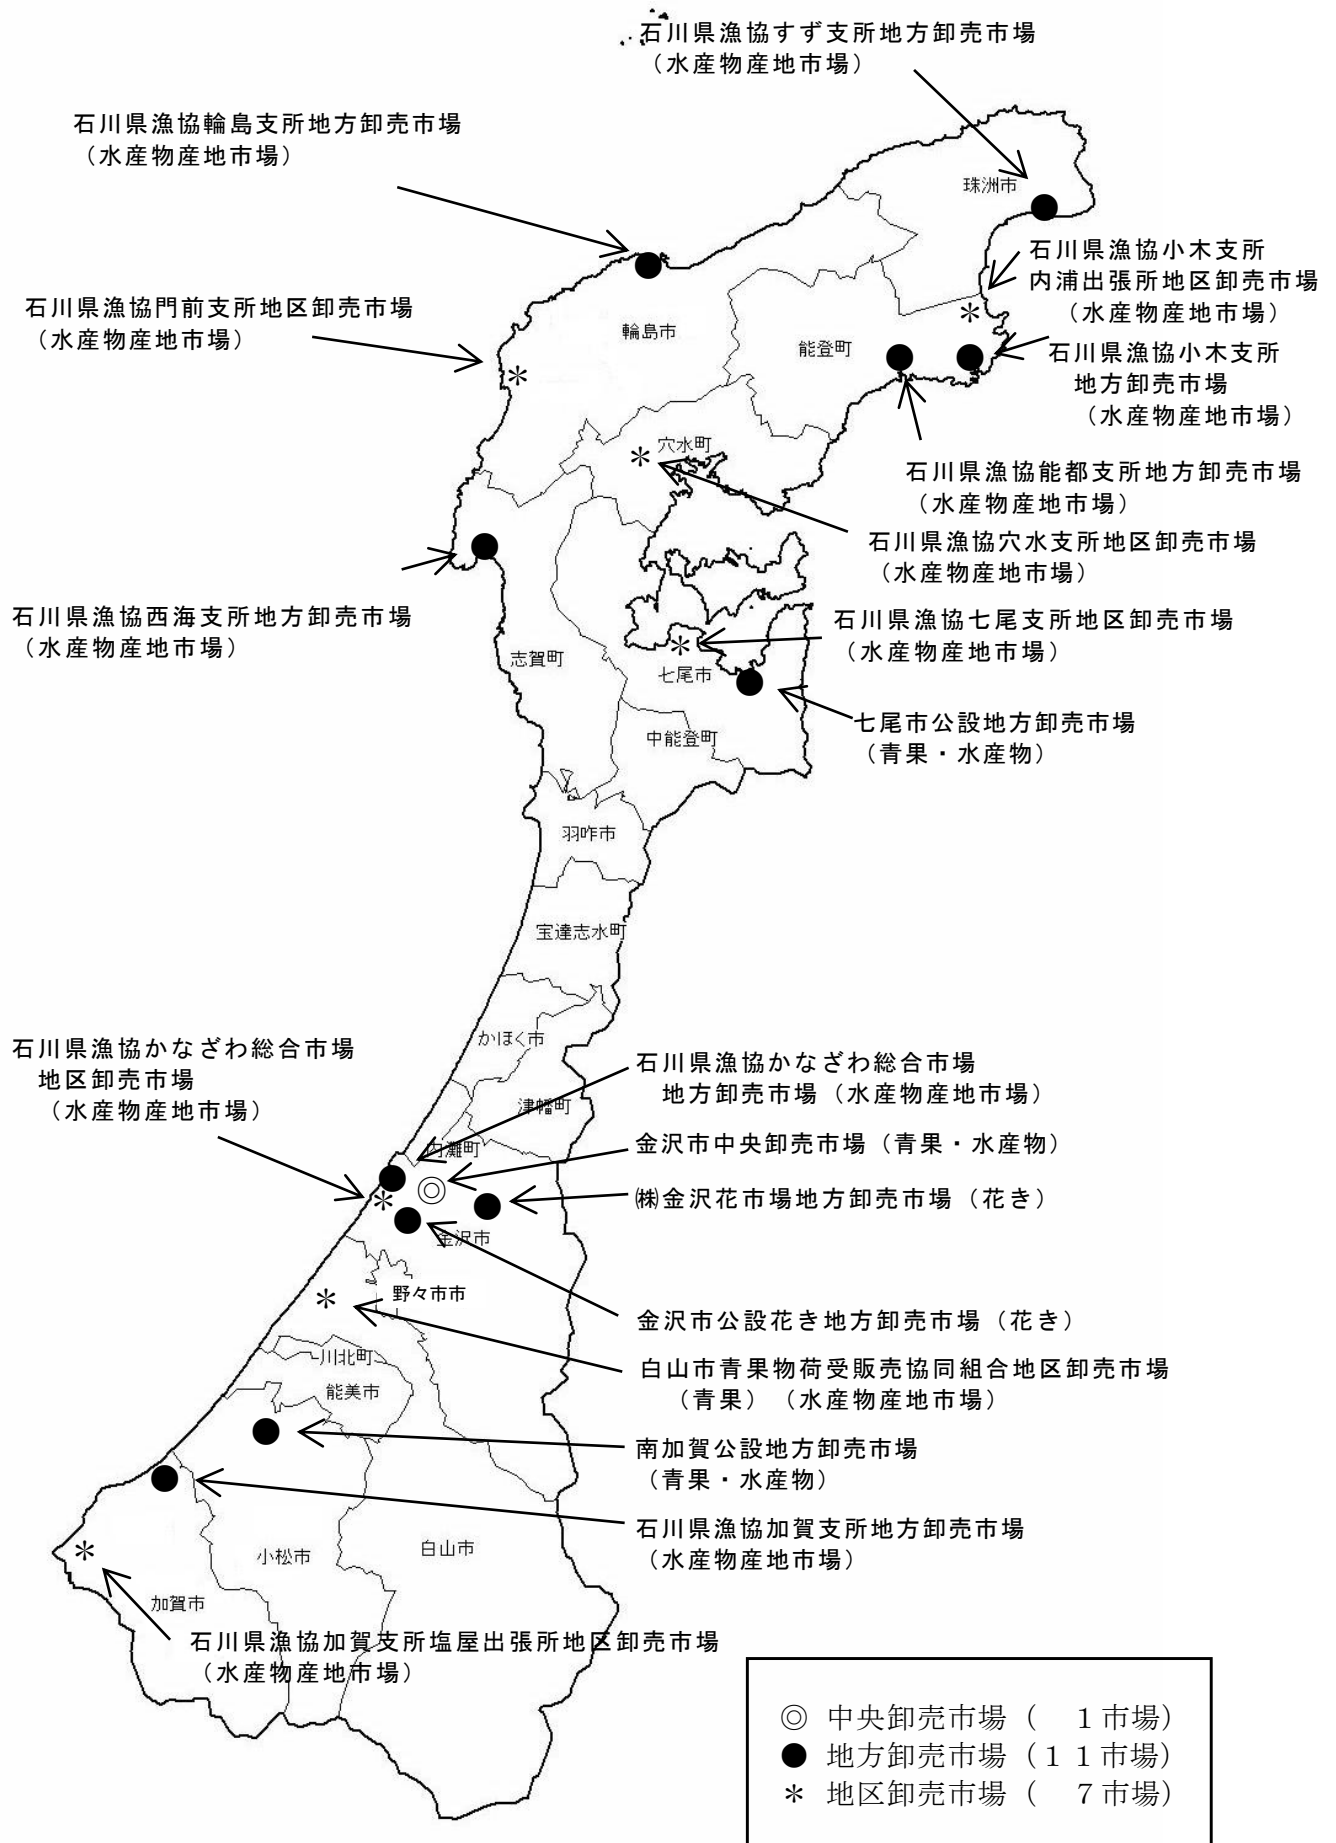 石川県漁協すず支所地方卸売市場
（水産物産地市場）
石川県漁協輪島支所地方卸売市場
（水産物産地市場）
珠洲市
石川県漁協小木支所
内浦出張所地区卸売市場
（水産物産地市場）
石川県漁協門前支所地区卸売市場
（水産物産地市場）
輪島市
能登町
石川県漁協小木支所
地方卸売市場
（水産物産地市場）
穴水町
石川県漁協能都支所地方卸売市場
（水産物産地市場）
石川県漁協穴水支所地区卸売市場
（水産物産地市場）
石川県漁協西海支所地方卸売市場
（水産物産地市場）
石川県漁協七尾支所地区卸売市場
（水産物産地市場）
志賀町
七尾市
七尾市公設地方卸売市場
（青果・水産物）
中能登町
羽咋市
宝達志水町
かほく市
石川県漁協かなざわ総合市場
地区卸売市場
（水産物産地市場）
石川県漁協かなざわ総合市場
地方卸売市場（水産物産地市場）
津幡町
内灘町
金沢市中央卸売市場（青果・水産物）
㈱金沢花市場地方卸売市場（花き）
金沢市
野々市市
金沢市公設花き地方卸売市場（花き）
川北町
白山市青果物荷受販売協同組合地区卸売市場
（青果）（水産物産地市場）
能美市
南加賀公設地方卸売市場
（青果・水産物）
石川県漁協加賀支所地方卸売市場
（水産物産地市場）
小松市
白山市
加賀市
石川県漁協加賀支所塩屋出張所地区卸売市場
（水産物産地市場）
◎ 中央卸売市場（　１市場）
● 地方卸売市場（１１市場）
＊ 地区卸売市場（　７市場）